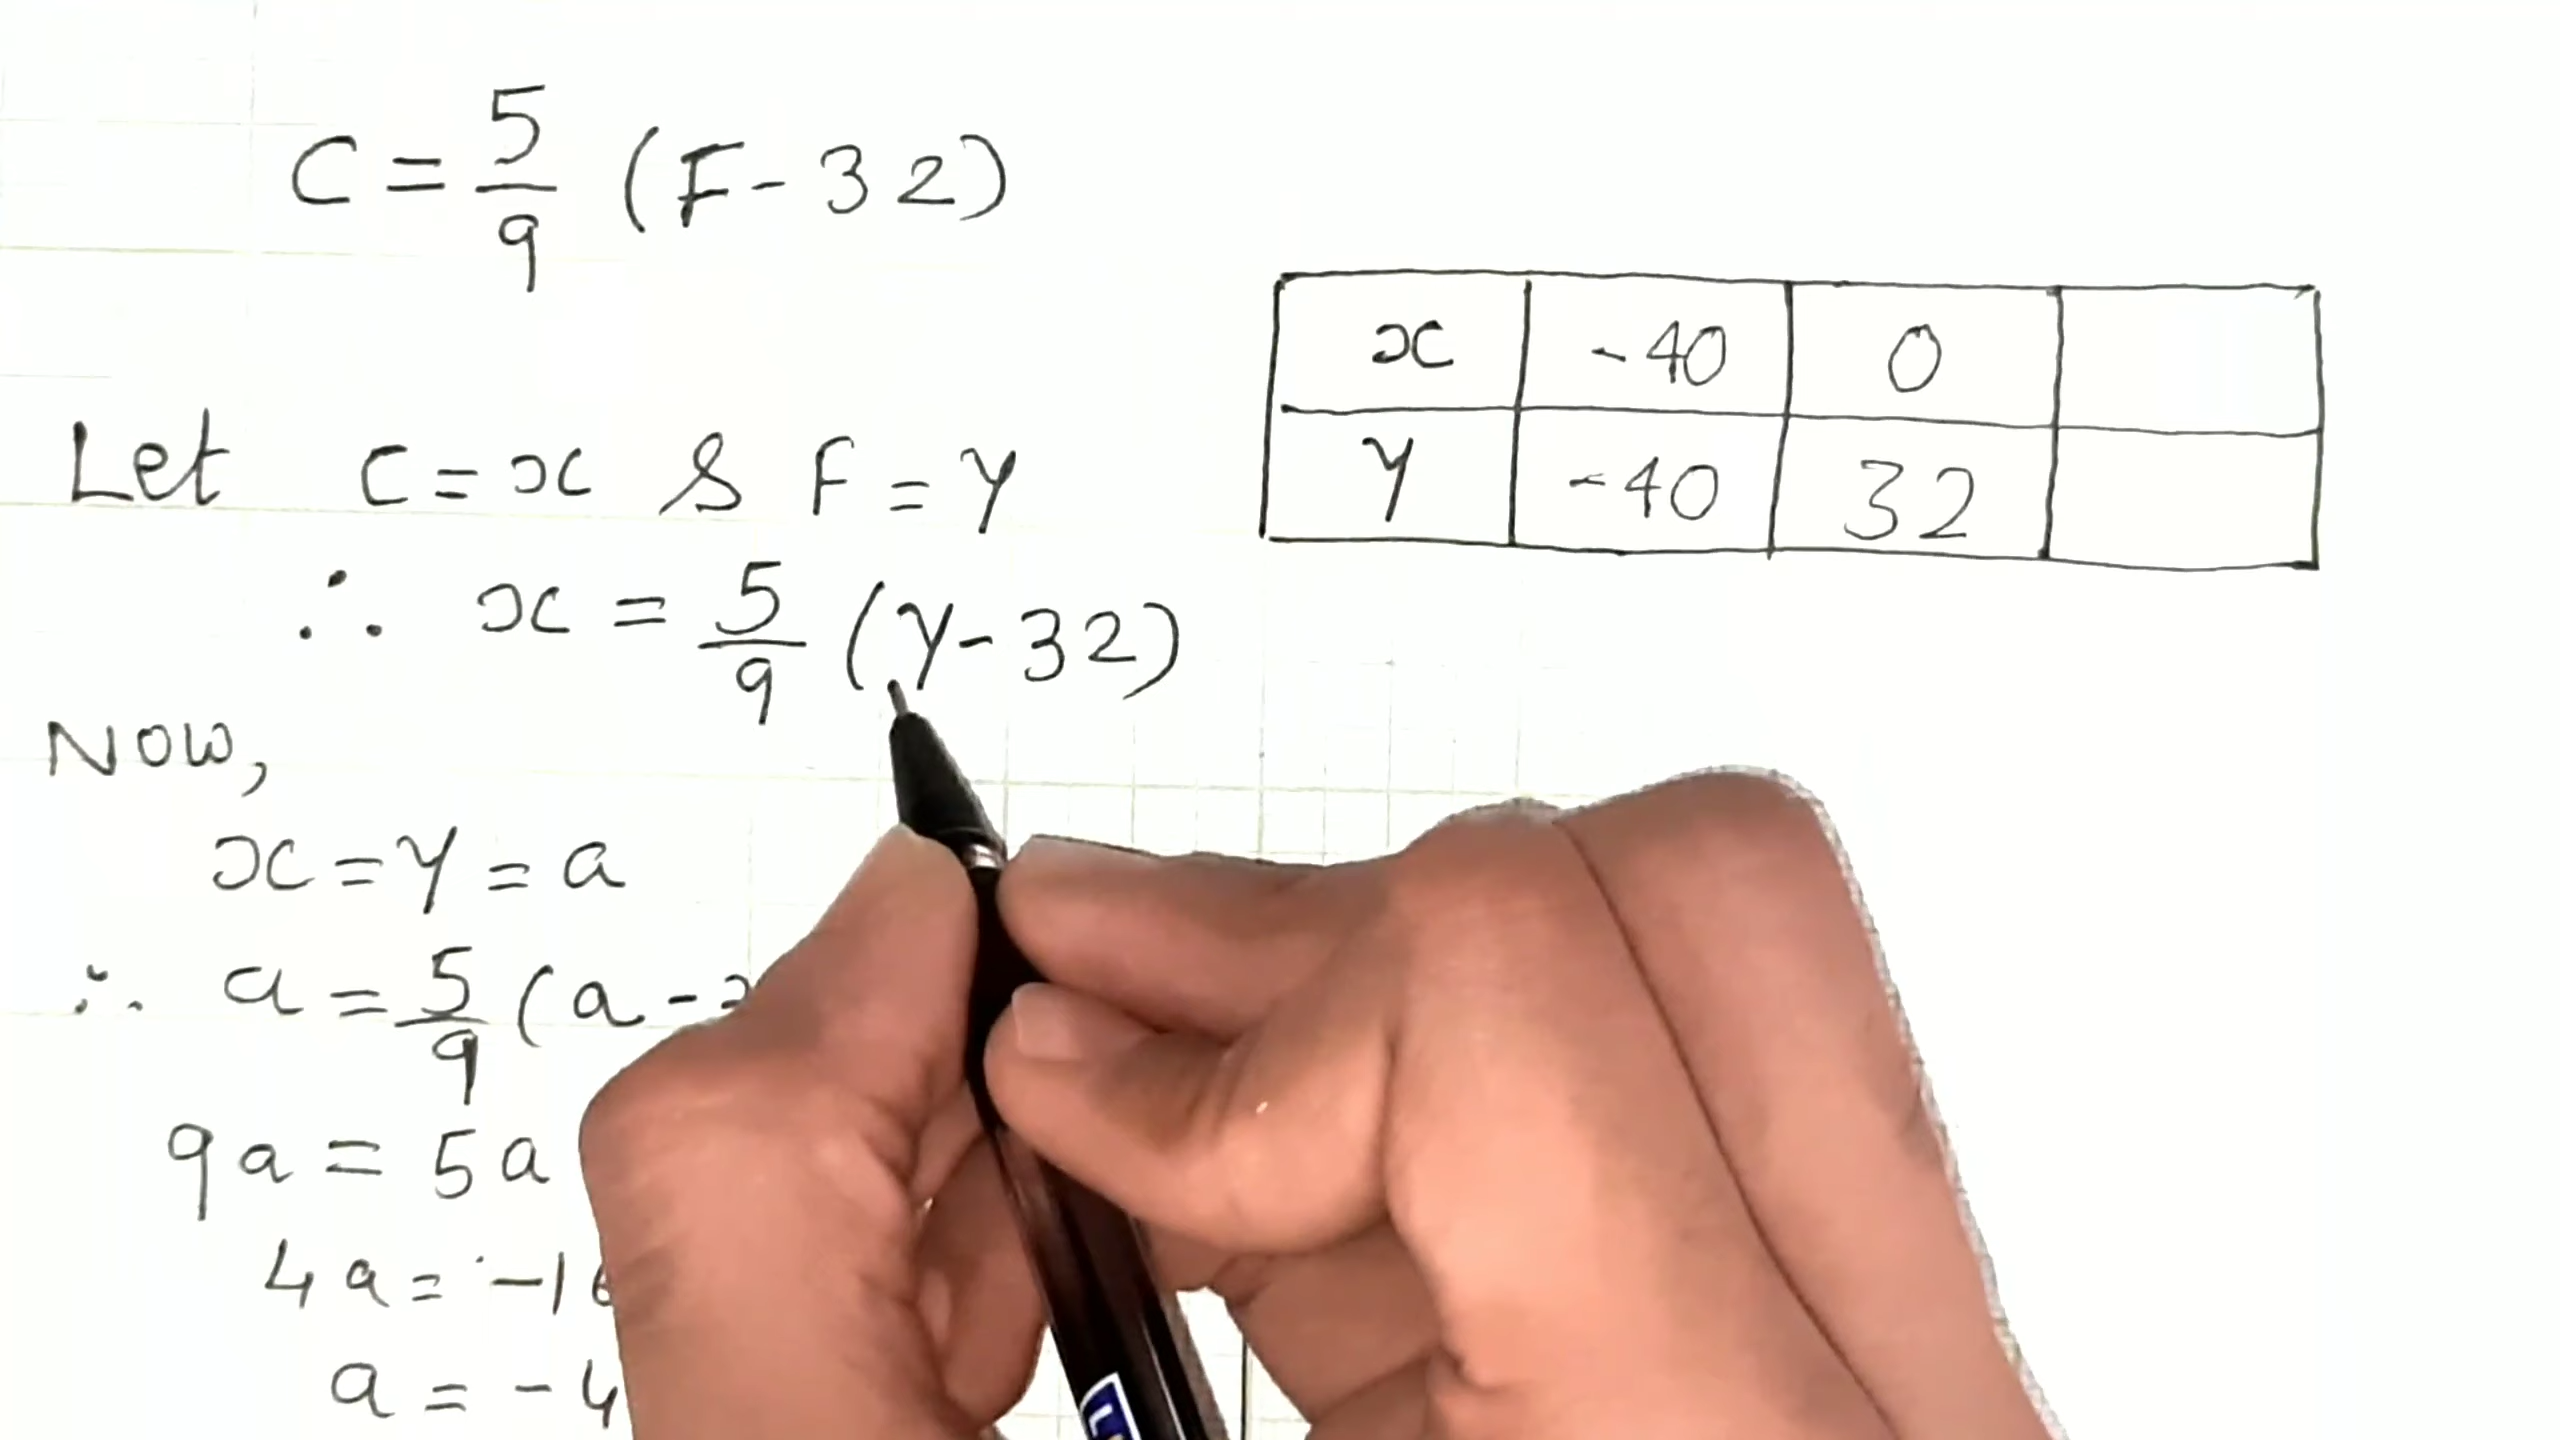 C = 5/9 (F - 32)
Let C = x & F = y
∴ x = 5/9 (y - 32)
Now,
x = y = a
∴ a = 5/9 (a -
9a = 5a
4a = -1
a = -4
x -40 0
y -40 32